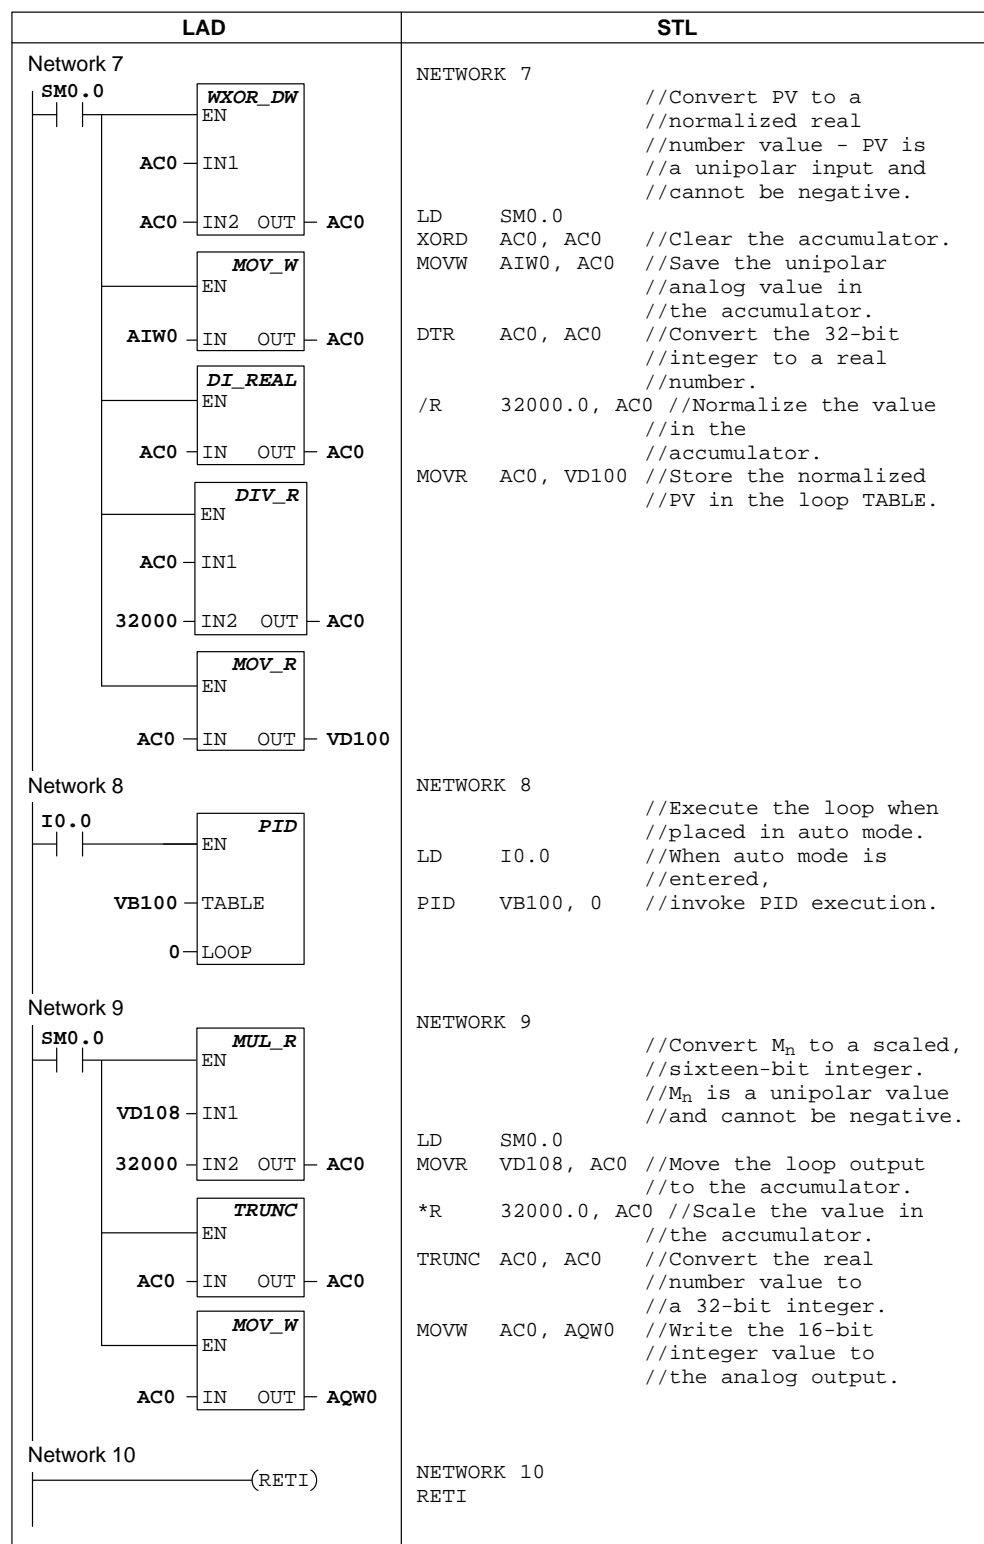 LAD STL
Network 7
SM0.0
WXOR_DW
EN
AC0 IN1
AC0 IN2 OUT AC0
MOV_W
EN
AIW0 IN OUT AC0
DI_REAL
EN
AC0 IN OUT AC0
DIV_R
EN
AC0 IN1
32000 IN2 OUT AC0
MOV_R
EN
AC0 IN OUT VD100
NETWORK 7
//Convert PV to a
//normalized real
//number value - PV is
//a unipolar input and
//cannot be negative.
LD SM0.0
XORD AC0, AC0 //Clear the accumulator.
MOVW AIW0, AC0 //Save the unipolar
//analog value in
//the accumulator.
DTR AC0, AC0 //Convert the 32-bit
//integer to a real
//number.
/R 32000.0, AC0 //Normalize the value
//in the
//accumulator.
MOVR AC0, VD100 //Store the normalized
//PV in the loop TABLE.
Network 8
I0.0
PID
EN
VB100 TABLE
0 LOOP
NETWORK 8
//Execute the loop when
//placed in auto mode.
LD I0.0 //When auto mode is
//entered,
PID VB100, 0 //invoke PID execution.
Network 9
SM0.0
MUL_R
EN
VD108 IN1
32000 IN2 OUT AC0
TRUNC
EN
AC0 IN OUT AC0
MOV_W
EN
AC0 IN OUT AQW0
NETWORK 9
//Convert Mn to a scaled,
//sixteen-bit integer.
//Mn is a unipolar value
//and cannot be negative.
LD SM0.0
MOVR VD108, AC0 //Move the loop output
//to the accumulator.
*R 32000.0, AC0 //Scale the value in
//the accumulator.
TRUNC AC0, AC0 //Convert the real
//number value to
//a 32-bit integer.
MOVW AC0, AQW0 //Write the 16-bit
//integer value to
//the analog output.
Network 10
(RETI)
NETWORK 10
RETI